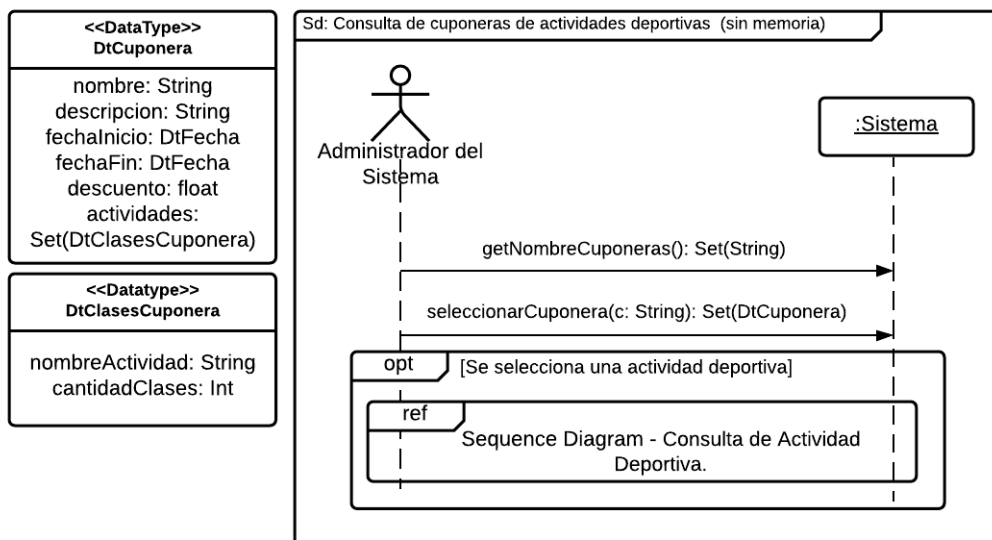 <<DataType>>
DtCuponera
nombre: String
descripcion: String
fechaInicio: DtFecha
fechaFin: DtFecha
descuento: float
actividades:
Set(DtClasesCuponera)
<<Datatype>>
DtClasesCuponera
nombreActividad: String
cantidadClases: Int
Sd: Consulta de cuponeras de actividades deportivas (sin memoria)
Administrador del
Sistema
:Sistema
getNombreCuponeras(): Set(String)
seleccionarCuponera(c: String): Set(DtCuponera)
opt
[Se selecciona una actividad deportiva]
ref
Sequence Diagram - Consulta de Actividad
Deportiva.